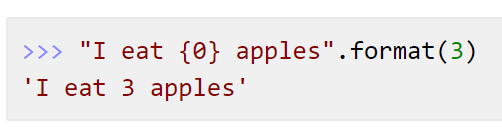 >>> "I eat {0} apples".format(3)
'I eat 3 apples'